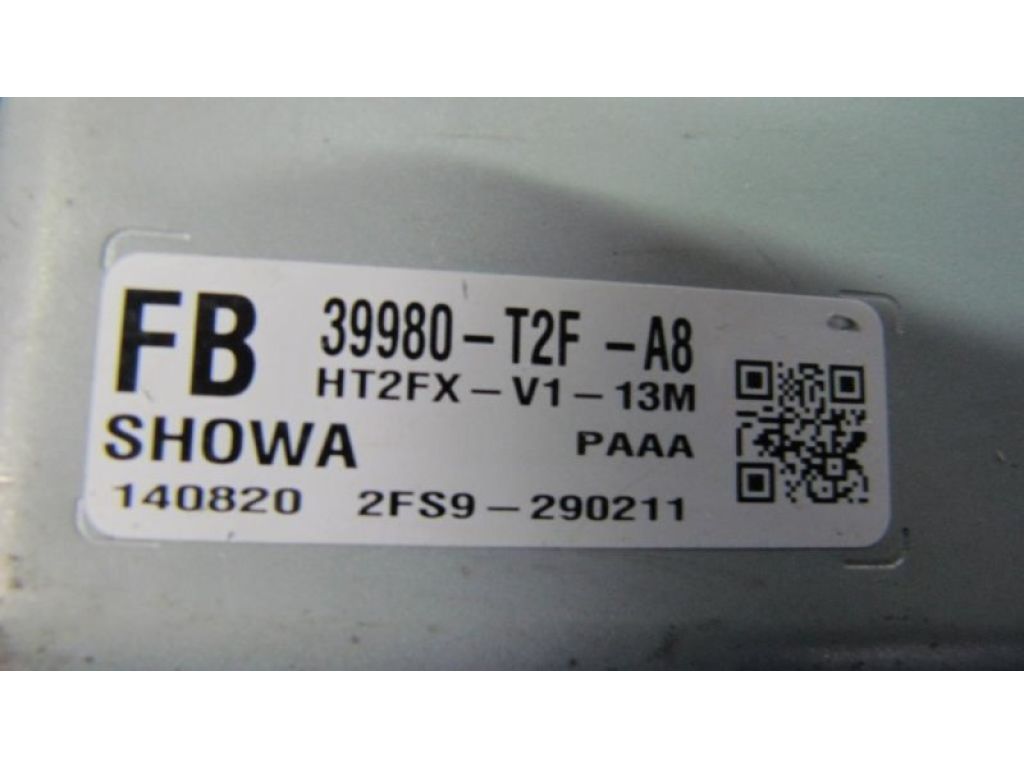 FB 39980-T2F -A8
HT2FX-V1-13M
SHOWA PAAA
140820 2FS9-290211